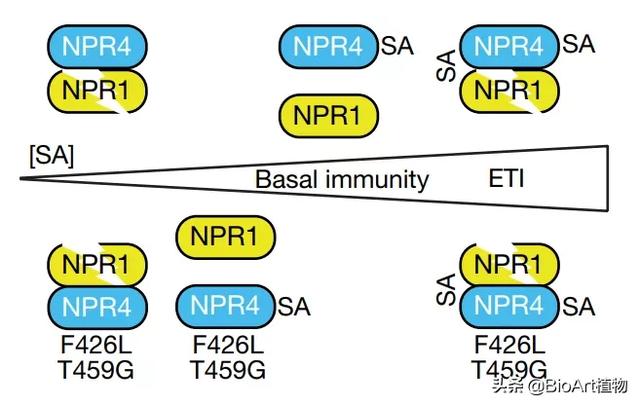 NPR4
NPR1
NPR4 SA
NPR1
SA
NPR4 SA
NPR1
[SA]
Basal immunity
ETI
NPR1
NPR4
F426L
T459G
NPR1
NPR4 SA
F426L
T459G
SA
NPR1
NPR4 SA
F426L
T459G
头条 @BioArt植物